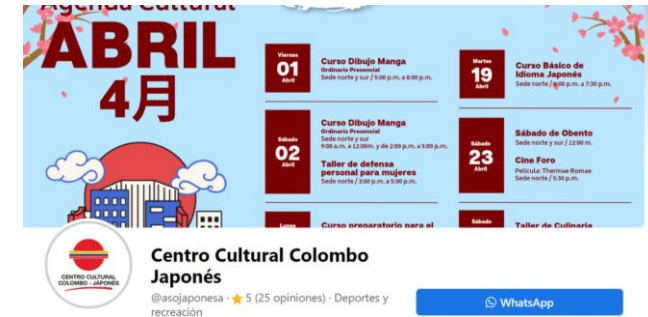 Agenda Cultural
ABRIL
4月
Viernes
01
Abril
Curso Dibujo Manga
Ordinario Presencial
Sede norte y sur / 5:00 p.m. a 8:00 p.m.
Sábado
02
Abril
Curso Dibujo Manga
Ordinario Presencial
Sede norte y sur
9:00 a.m. a 12:00m. y de 2:00 p.m. a 5:00 p.m.
Taller de defensa
personal para mujeres
Sede norte / 3:00 p.m. a 5:00 p.m.
Lunes
Curso preparatorio para el
Martes
19
Abril
Curso Básico de
Idioma Japonés
Sede norte / 6:00 p.m. a 7:30 p.m.
Sábado
23
Abril
Sábado de Obento
Sede norte y sur / 12:00 m.
Cine Foro
Película: Thermae Romae
Sede norte / 5:30 p.m.
Sábado
Taller de Culinaria
CENTRO CULTURAL
COLOMBO - JAPONÉS
Centro Cultural Colombo
Japonés
@asojaponesa · ⭐ 5 (25 opiniones) · Deportes y
recreación
WhatsApp